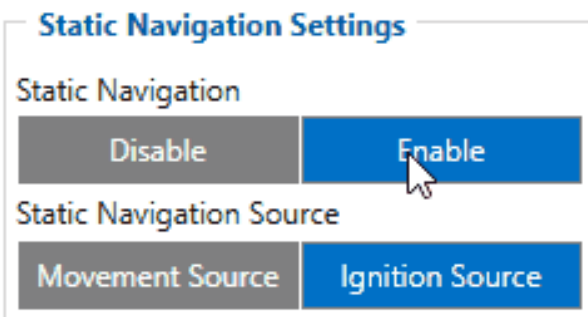 Static Navigation Settings
Static Navigation
Disable Enable
Static Navigation Source
Movement Source Ignition Source